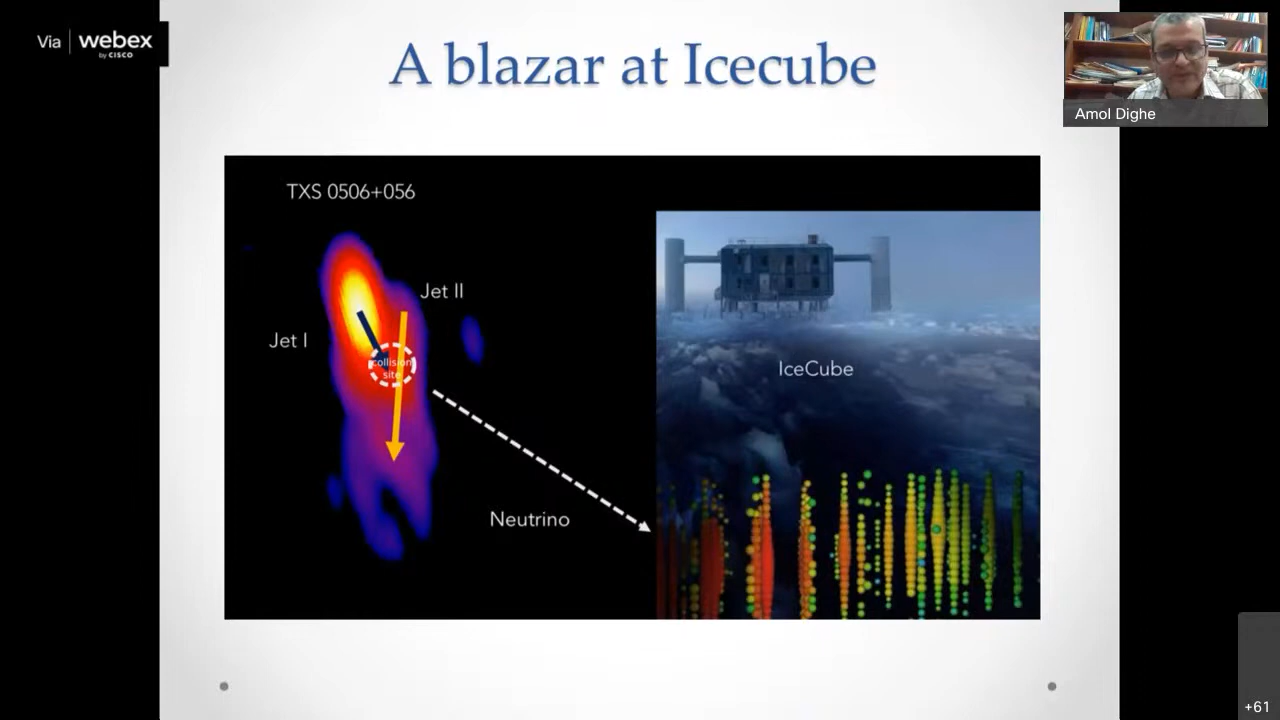 Via | webex
by CISCO
A blazar at Icecube
Amol Dighe
TXS 0506+056
Jet II
Jet I
collision
site
IceCube
Neutrino
+61